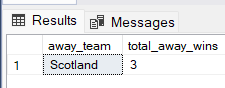 Results Messages
away_team total_away_wins
1 Scotland 3